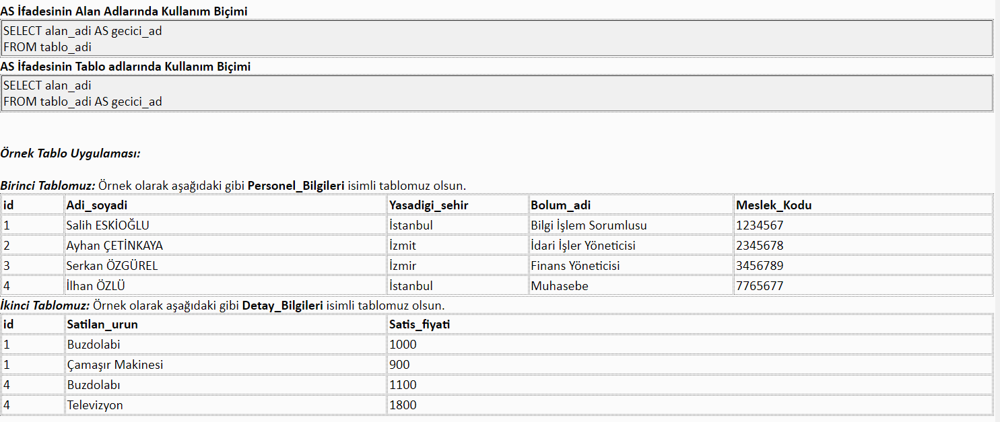 AS İfadesinin Alan Adlarında Kullanım Biçimi
SELECT alan_adi AS gecici_ad
FROM tablo_adi
AS İfadesinin Tablo adlarında Kullanım Biçimi
SELECT alan_adi
FROM tablo_adi AS gecici_ad
Örnek Tablo Uygulaması:
Birinci Tablomuz: Örnek olarak aşağıdaki gibi Personel_Bilgileri isimli tablomuz olsun.
id Adi_soyadi Yasadigi_sehir Bolum_adi Meslek_Kodu
1 Salih ESKİOĞLU İstanbul Bilgi İşlem Sorumlusu 1234567
2 Ayhan ÇETİNKAYA İzmit İdari İşler Yöneticisi 2345678
3 Serkan ÖZGÜREL İzmir Finans Yöneticisi 3456789
4 İlhan ÖZLÜ İstanbul Muhasebe 7765677
İkinci Tablomuz: Örnek olarak aşağıdaki gibi Detay_Bilgileri isimli tablomuz olsun.
id Satilan_urun Satis_fiyati
1 Buzdolabi 1000
1 Çamaşır Makinesi 900
4 Buzdolabı 1100
4 Televizyon 1800